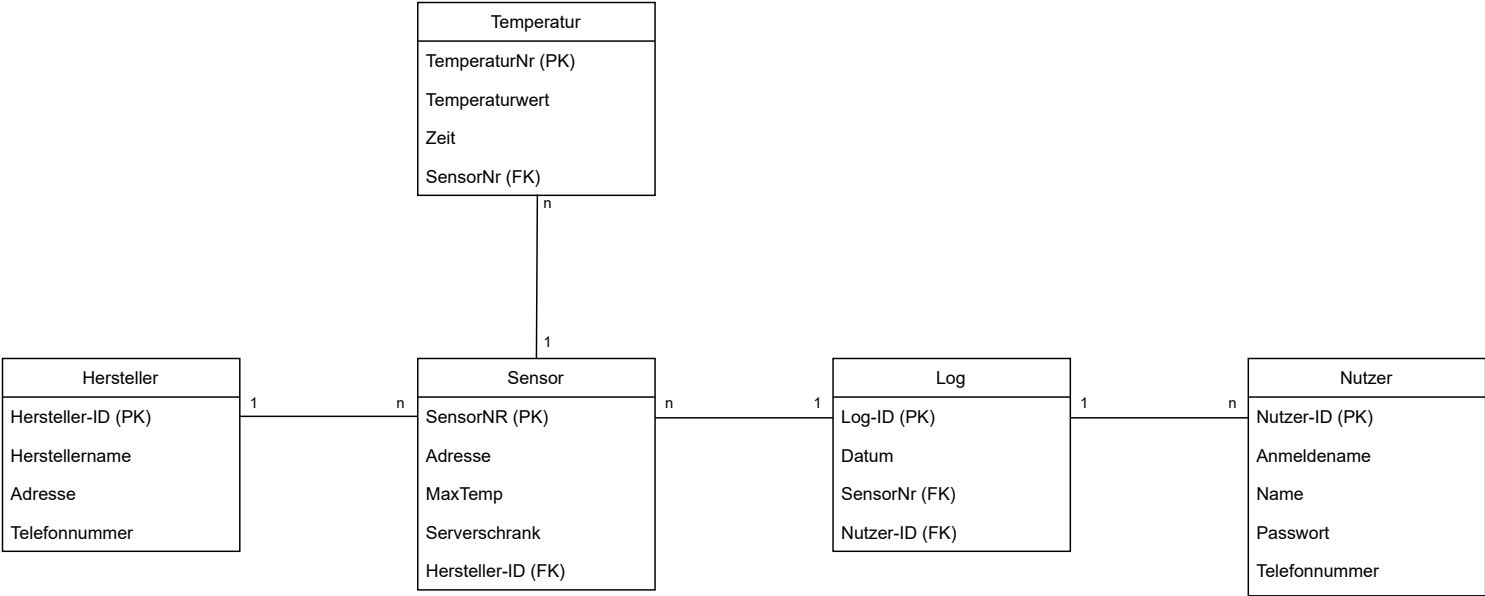 Temperatur
TemperaturNr (PK)
Temperaturwert
Zeit
SensorNr (FK)
n
1
Hersteller
Hersteller-ID (PK)
Herstellername
Adresse
Telefonnummer
1
n
Sensor
SensorNR (PK)
Adresse
MaxTemp
Serverschrank
Hersteller-ID (FK)
n
1
Log
Log-ID (PK)
Datum
SensorNr (FK)
Nutzer-ID (FK)
1
n
Nutzer
Nutzer-ID (PK)
Anmeldename
Name
Passwort
Telefonnummer